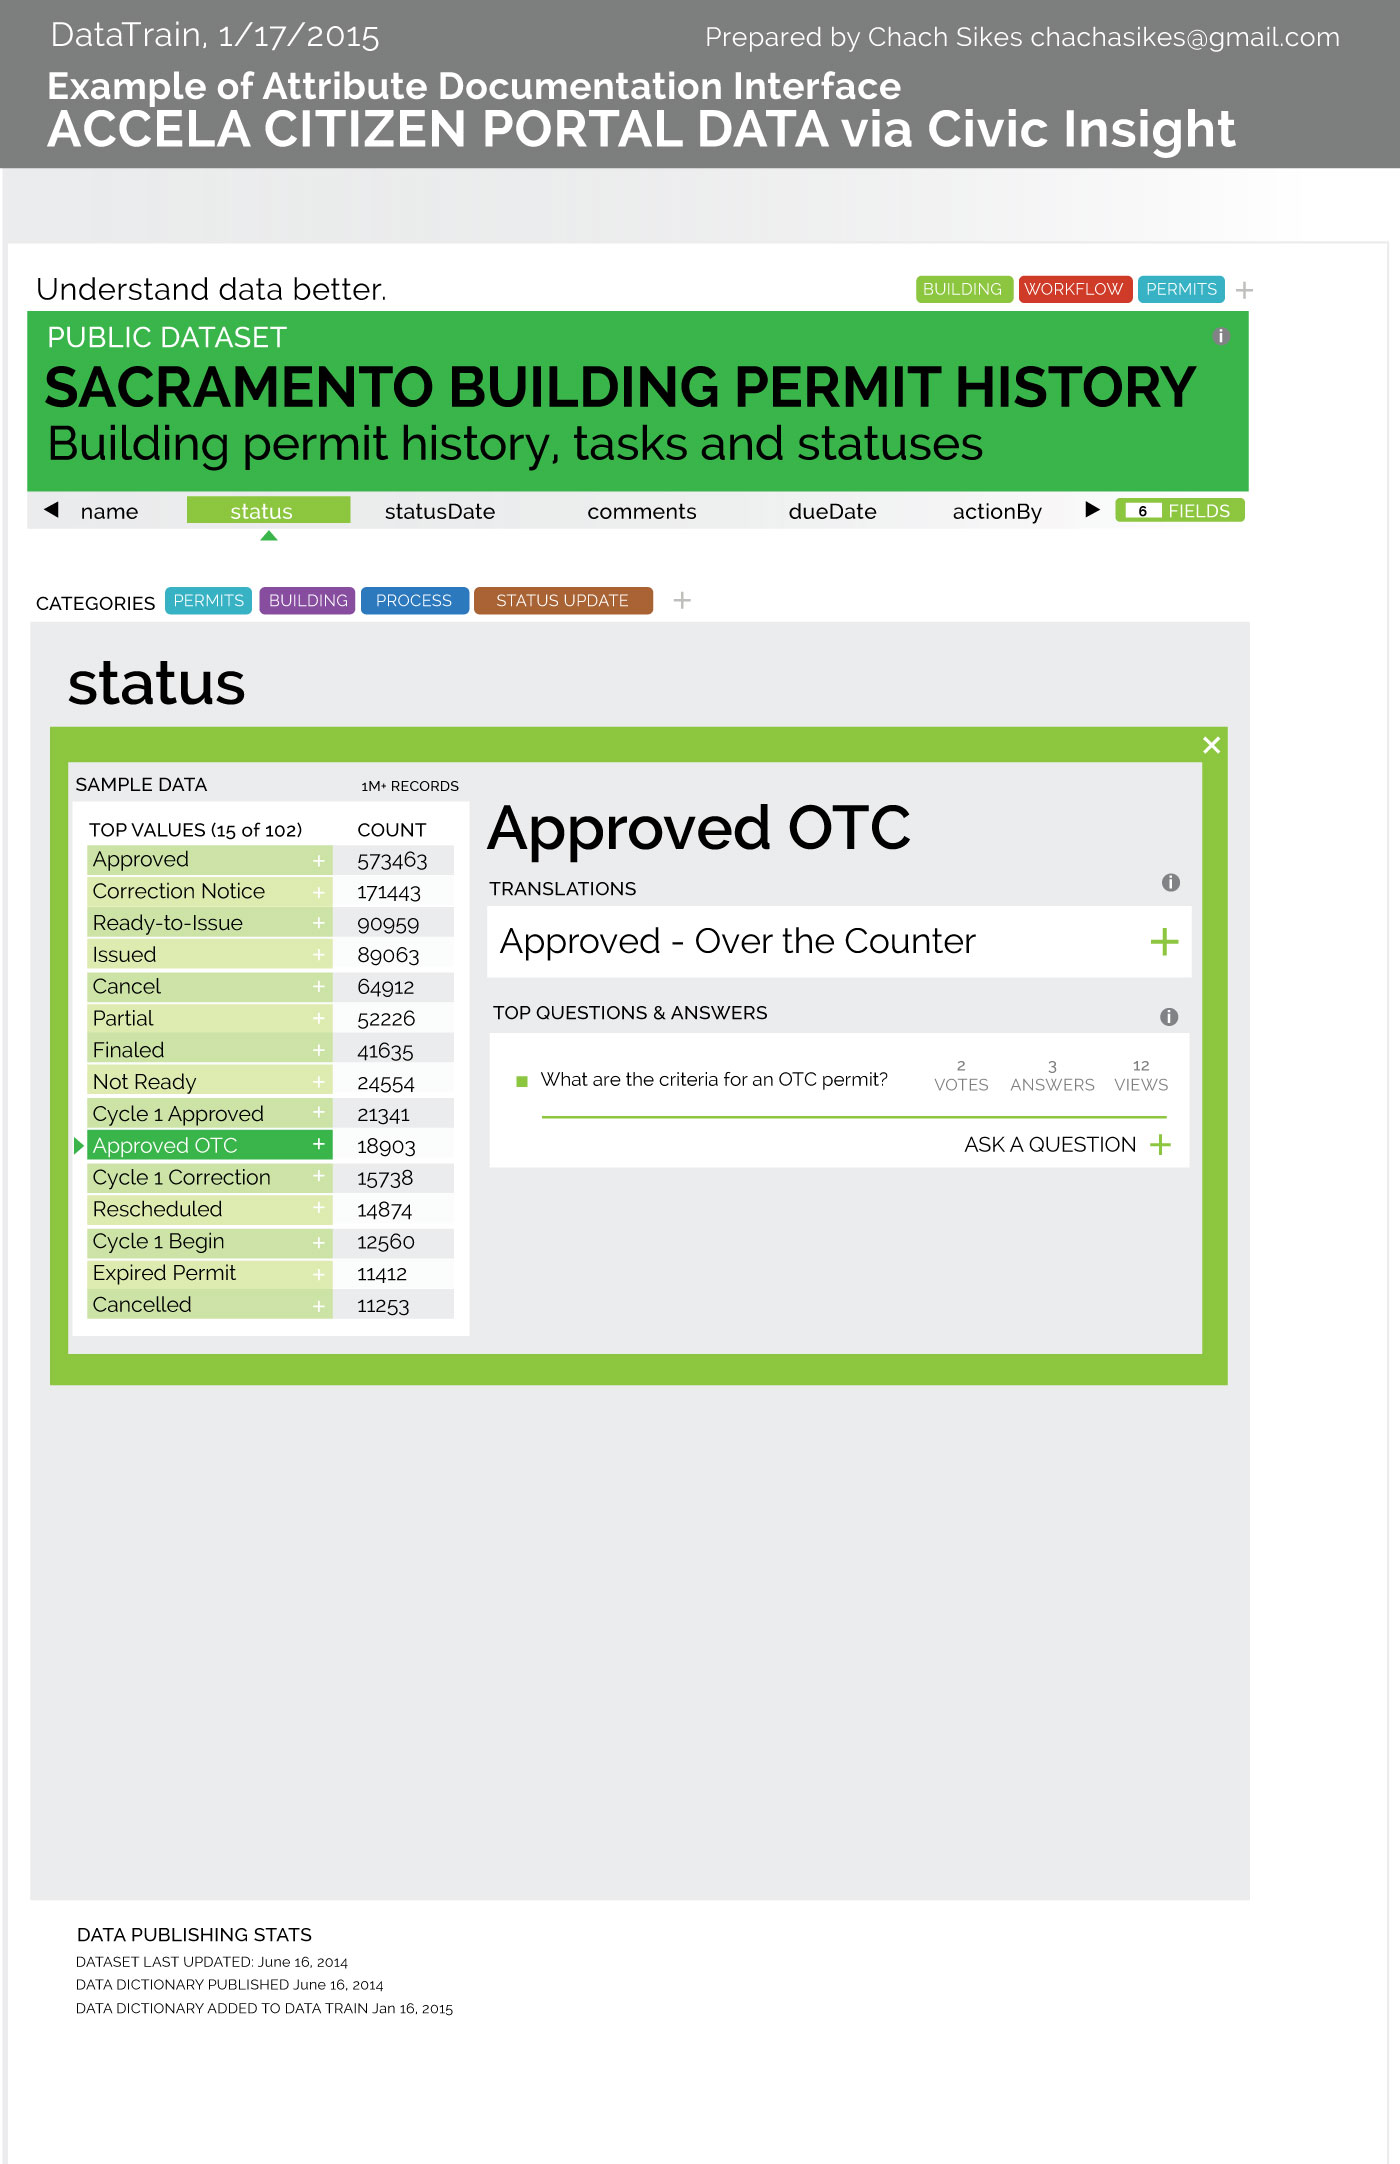 DataTrain, 1/17/2015 Prepared by Chach Sikes chachasikes@gmail.com
Example of Attribute Documentation Interface
ACCELA CITIZEN PORTAL DATA via Civic Insight
Understand data better. BUILDING WORKFLOW PERMITS +
PUBLIC DATASET i
SACRAMENTO BUILDING PERMIT HISTORY
Building permit history, tasks and statuses
name status statusDate comments dueDate actionBy 6 FIELDS
CATEGORIES PERMITS BUILDING PROCESS STATUS UPDATE +
status
SAMPLE DATA 1M+ RECORDS
TOP VALUES (15 of 102) COUNT
Approved + 573463
Correction Notice + 171443
Ready-to-Issue + 90959
Issued + 89063
Cancel + 64912
Partial + 52226
Finaled + 41635
Not Ready + 24554
Cycle 1 Approved + 21341
Approved OTC + 18903
Cycle 1 Correction + 15738
Rescheduled + 14874
Cycle 1 Begin + 12560
Expired Permit + 11412
Cancelled + 11253
Approved OTC
TRANSLATIONS i
Approved - Over the Counter +
TOP QUESTIONS & ANSWERS i
What are the criteria for an OTC permit? 2 VOTES 3 ANSWERS 12 VIEWS
ASK A QUESTION +
DATA PUBLISHING STATS
DATASET LAST UPDATED: June 16, 2014
DATA DICTIONARY PUBLISHED June 16, 2014
DATA DICTIONARY ADDED TO DATA TRAIN Jan 16, 2015